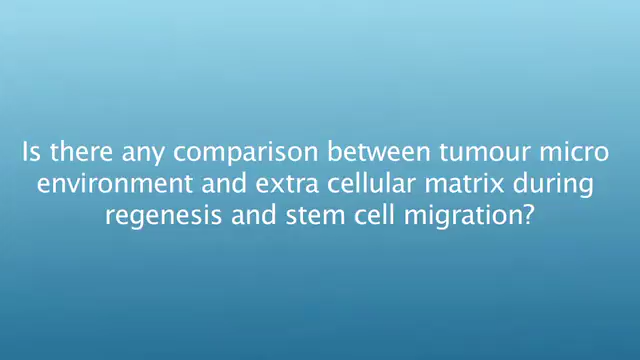 Is there any comparison between tumour micro
environment and extra cellular matrix during
regenesis and stem cell migration?